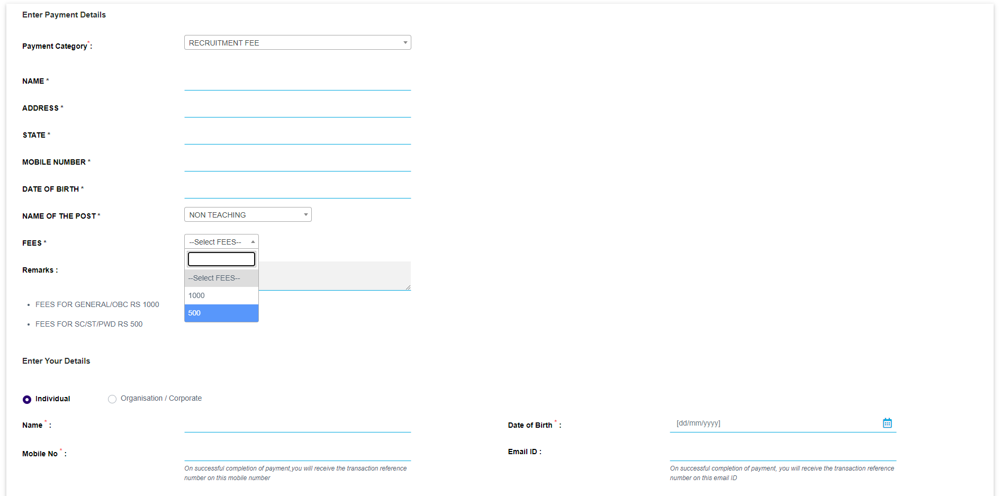 Enter Payment Details
Payment Category*: RECRUITMENT FEE
NAME *
ADDRESS *
STATE *
MOBILE NUMBER *
DATE OF BIRTH *
NAME OF THE POST * NON TEACHING
FEES * --Select FEES--
Remarks :
--Select FEES--
1000
500
• FEES FOR GENERAL/OBC RS 1000
• FEES FOR SC/ST/PWD RS 500
Enter Your Details
Individual Organisation / Corporate
Name * : Date of Birth * : [dd/mm/yyyy]
Mobile No * : Email ID :
On successful completion of payment,you will receive the transaction reference
number on this mobile number
On successful completion of payment, you will receive the transaction reference
number on this email ID